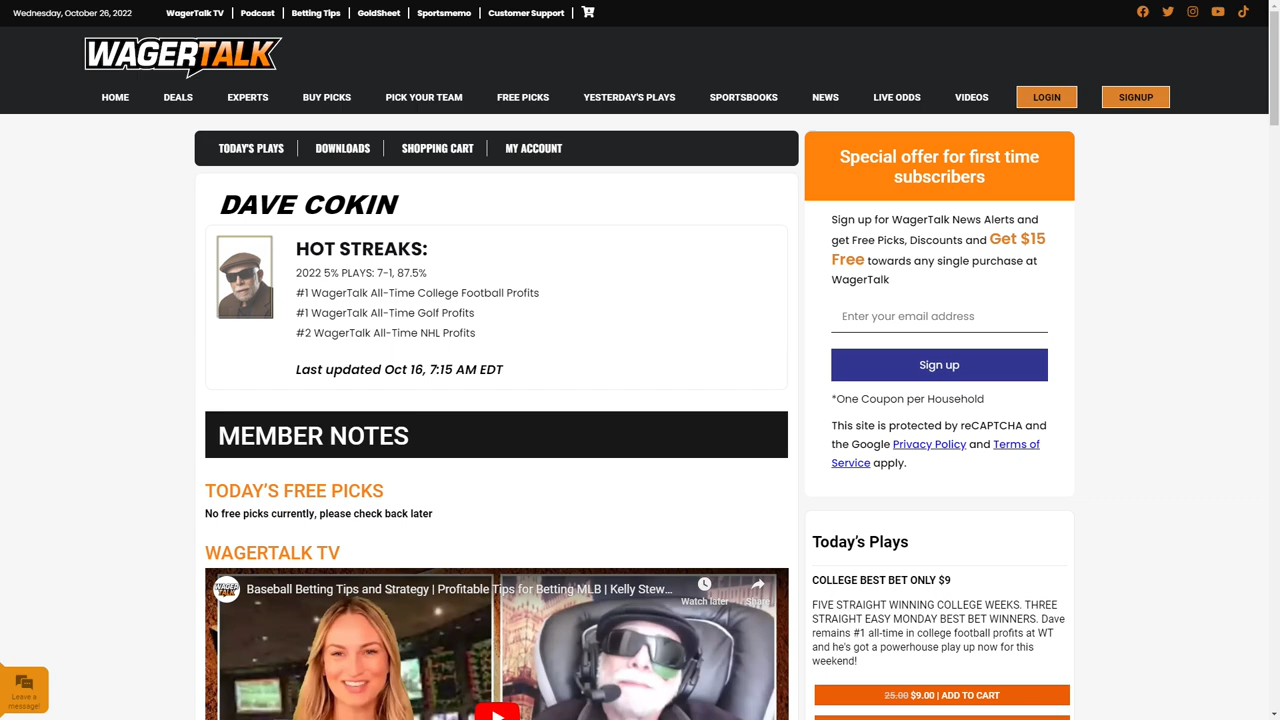 Wednesday, October 26, 2022
WagerTalk TV
Podcast
Betting Tips
GoldSheet
Sportsmemo
Customer Support
WAGERTALK
HOME
DEALS
EXPERTS
BUY PICKS
PICK YOUR TEAM
FREE PICKS
YESTERDAY'S PLAYS
SPORTSBOOKS
NEWS
LIVE ODDS
VIDEOS
LOGIN
SIGNUP
TODAY'S PLAYS
DOWNLOADS
SHOPPING CART
MY ACCOUNT
DAVE COKIN
HOT STREAKS:
2022 5% PLAYS: 7-1, 87.5%
#1 WagerTalk All-Time College Football Profits
#1 WagerTalk All-Time Golf Profits
#2 WagerTalk All-Time NHL Profits
Last updated Oct 16, 7:15 AM EDT
MEMBER NOTES
TODAY'S FREE PICKS
No free picks currently, please check back later
WAGERTALK TV
WAGER
TALK
Baseball Betting Tips and Strategy | Profitable Tips for Betting MLB | Kelly Stew...
Watch later
Share
Special offer for first time
subscribers
Sign up for WagerTalk News Alerts and
get Free Picks, Discounts and Get $15
Free towards any single purchase at
WagerTalk
Enter your email address
Sign up
*One Coupon per Household
This site is protected by reCAPTCHA and
the Google Privacy Policy and Terms of
Service apply.
Today's Plays
COLLEGE BEST BET ONLY $9
FIVE STRAIGHT WINNING COLLEGE WEEKS. THREE
STRAIGHT EASY MONDAY BEST BET WINNERS. Dave
remains #1 all-time in college football profits at WT
and he's got a powerhouse play up now for this
weekend!
25.00 $9.00 | ADD TO CART
Leave a
message!